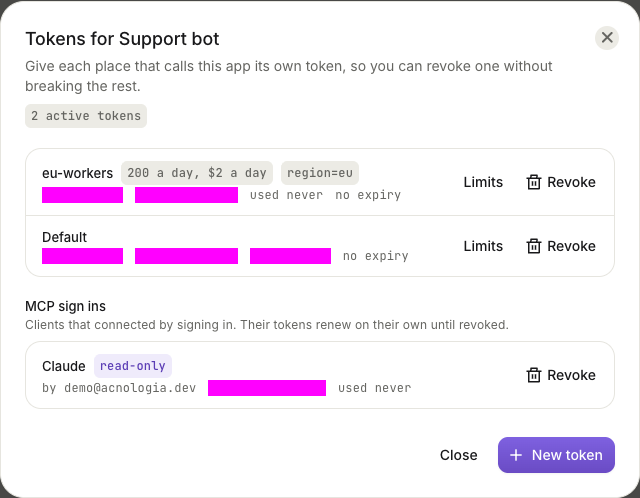 Tokens for Support bot
Give each place that calls this app its own token, so you can revoke one without
breaking the rest.
2 active tokens
eu-workers 200 a day, $2 a day region=eu
used never no expiry
Limits Revoke
Default
no expiry
Limits Revoke
MCP sign ins
Clients that connected by signing in. Their tokens renew on their own until revoked.
Claude read-only
by demo@acnologia.dev used never
Revoke
Close + New token